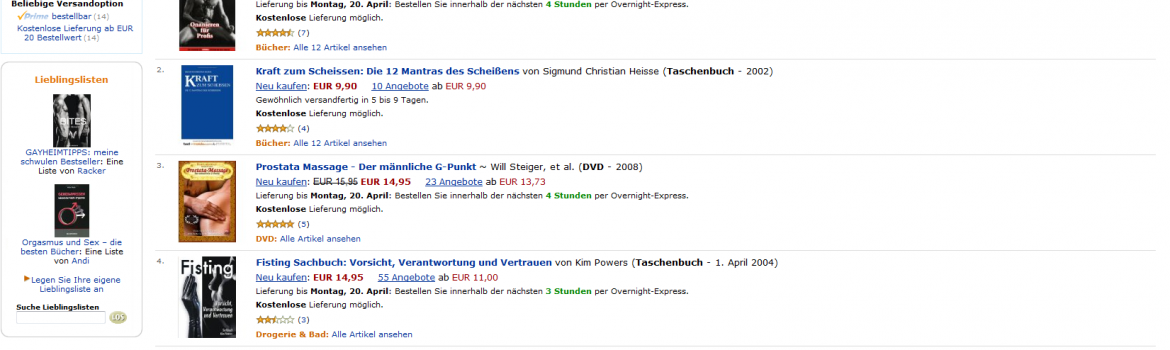 Beliebige Versandoption
Prime bestellbar (14)
Kostenlose Lieferung ab EUR
20 Bestellwert (14)
Lieblingslisten
BITES
GAYHEIMTIPPS: meine
schwulen Bestseller: Eine
Liste von Racker
Orgasmus und Sex – die
besten Bücher: Eine Liste
von Andi
Legen Sie Ihre eigene
Lieblingsliste an
Suche Lieblingslisten
LOS
Onanieren
für
Profis
Lieferung bis Montag, 20. April: Bestellen Sie innerhalb der nächsten 4 Stunden per Overnight-Express.
Kostenlose Lieferung möglich.
(7)
Bücher: Alle 12 Artikel ansehen
2.
KRAFT
ZUM SCHEISSEN
Kraft zum Scheissen: Die 12 Mantras des Scheißens von Sigmund Christian Heisse (Taschenbuch - 2002)
Neu kaufen: EUR 9,90 10 Angebote ab EUR 9,90
Gewöhnlich versandfertig in 5 bis 9 Tagen.
Kostenlose Lieferung möglich.
(4)
Bücher: Alle 12 Artikel ansehen
3.
Prostata-Massage
Prostata Massage - Der männliche G-Punkt ~ Will Steiger, et al. (DVD - 2008)
Neu kaufen: EUR 15,95 EUR 14,95 23 Angebote ab EUR 13,73
Lieferung bis Montag, 20. April: Bestellen Sie innerhalb der nächsten 4 Stunden per Overnight-Express.
Kostenlose Lieferung möglich.
(5)
DVD: Alle Artikel ansehen
4.
Fisting
Vorsicht,
Verantwortung
und Vertrauen
Fisting Sachbuch: Vorsicht, Verantwortung und Vertrauen von Kim Powers (Taschenbuch - 1. April 2004)
Neu kaufen: EUR 14,95 55 Angebote ab EUR 11,00
Lieferung bis Montag, 20. April: Bestellen Sie innerhalb der nächsten 3 Stunden per Overnight-Express.
Kostenlose Lieferung möglich.
(3)
Drogerie & Bad: Alle Artikel ansehen